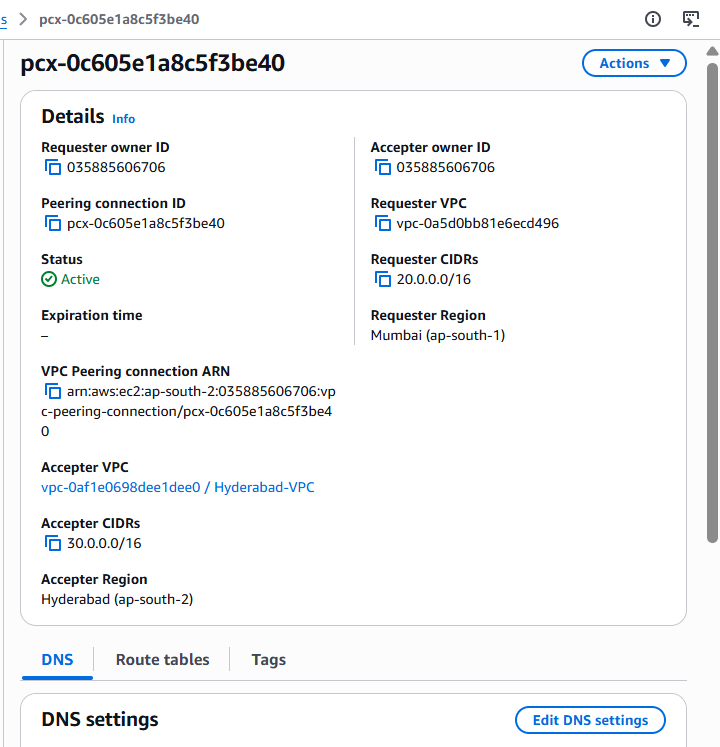 s > pcx-0c605e1a8c5f3be40
pcx-0c605e1a8c5f3be40
Actions
Details Info
Requester owner ID
035885606706
Accepter owner ID
035885606706
Peering connection ID
pcx-0c605e1a8c5f3be40
Requester VPC
vpc-0a5d0bb81e6ecd496
Status
Active
Requester CIDRs
20.0.0.0/16
Expiration time
–
Requester Region
Mumbai (ap-south-1)
VPC Peering connection ARN
arn:aws:ec2:ap-south-2:035885606706:vp
c-peering-connection/pcx-0c605e1a8c5f3be4
0
Accepter VPC
vpc-0af1e0698dee1dee0 / Hyderabad-VPC
Accepter CIDRs
30.0.0.0/16
Accepter Region
Hyderabad (ap-south-2)
DNS
Route tables
Tags
DNS settings
Edit DNS settings